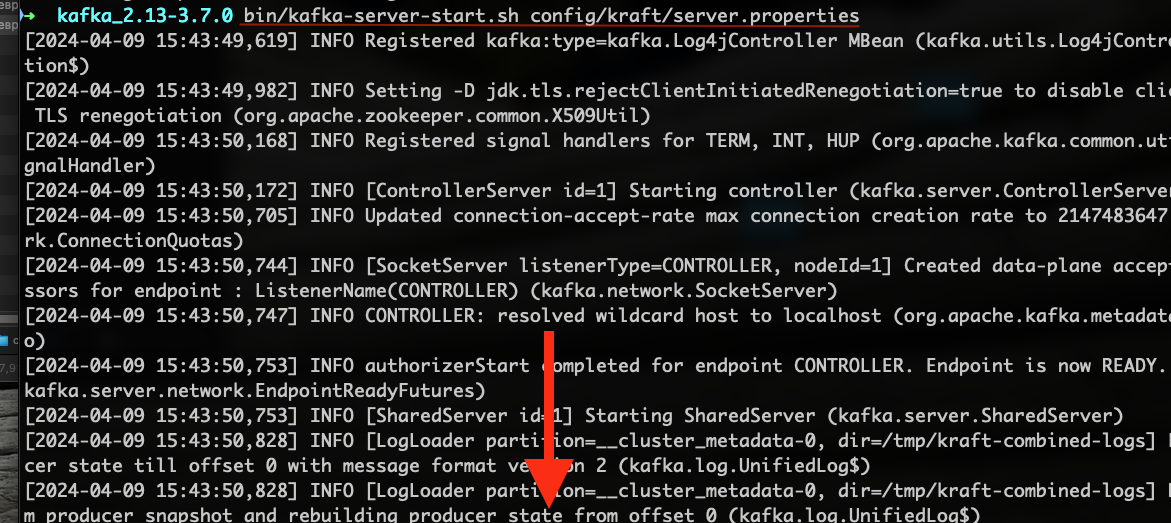 → kafka_2.13-3.7.0 bin/kafka-server-start.sh config/kraft/server.properties
[2024-04-09 15:43:49,619] INFO Registered kafka:type=kafka.Log4jController MBean (kafka.utils.Log4jContro
tion$)
[2024-04-09 15:43:49,982] INFO Setting -D jdk.tls.rejectClientInitiatedRenegotiation=true to disable clie
TLS renegotiation (org.apache.zookeeper.common.X509Util)
[2024-04-09 15:43:50,168] INFO Registered signal handlers for TERM, INT, HUP (org.apache.kafka.common.uti
gnalHandler)
[2024-04-09 15:43:50,172] INFO [ControllerServer id=1] Starting controller (kafka.server.ControllerServer
[2024-04-09 15:43:50,705] INFO Updated connection-accept-rate max connection creation rate to 2147483647
rk.ConnectionQuotas)
[2024-04-09 15:43:50,744] INFO [SocketServer listenerType=CONTROLLER, nodeId=1] Created data-plane accept
ssors for endpoint : ListenerName(CONTROLLER) (kafka.network.SocketServer)
[2024-04-09 15:43:50,747] INFO CONTROLLER: resolved wildcard host to localhost (org.apache.kafka.metadata
o)
[2024-04-09 15:43:50,753] INFO authorizerStart completed for endpoint CONTROLLER. Endpoint is now READY.
kafka.server.network.EndpointReadyFutures)
[2024-04-09 15:43:50,753] INFO [SharedServer id=1] Starting SharedServer (kafka.server.SharedServer)
[2024-04-09 15:43:50,828] INFO [LogLoader partition=__cluster_metadata-0, dir=/tmp/kraft-combined-logs]
cer state till offset 0 with message format version 2 (kafka.log.UnifiedLog$)
[2024-04-09 15:43:50,828] INFO [LogLoader partition=__cluster_metadata-0, dir=/tmp/kraft-combined-logs]
m producer snapshot and rebuilding producer state from offset 0 (kafka.log.UnifiedLog$)